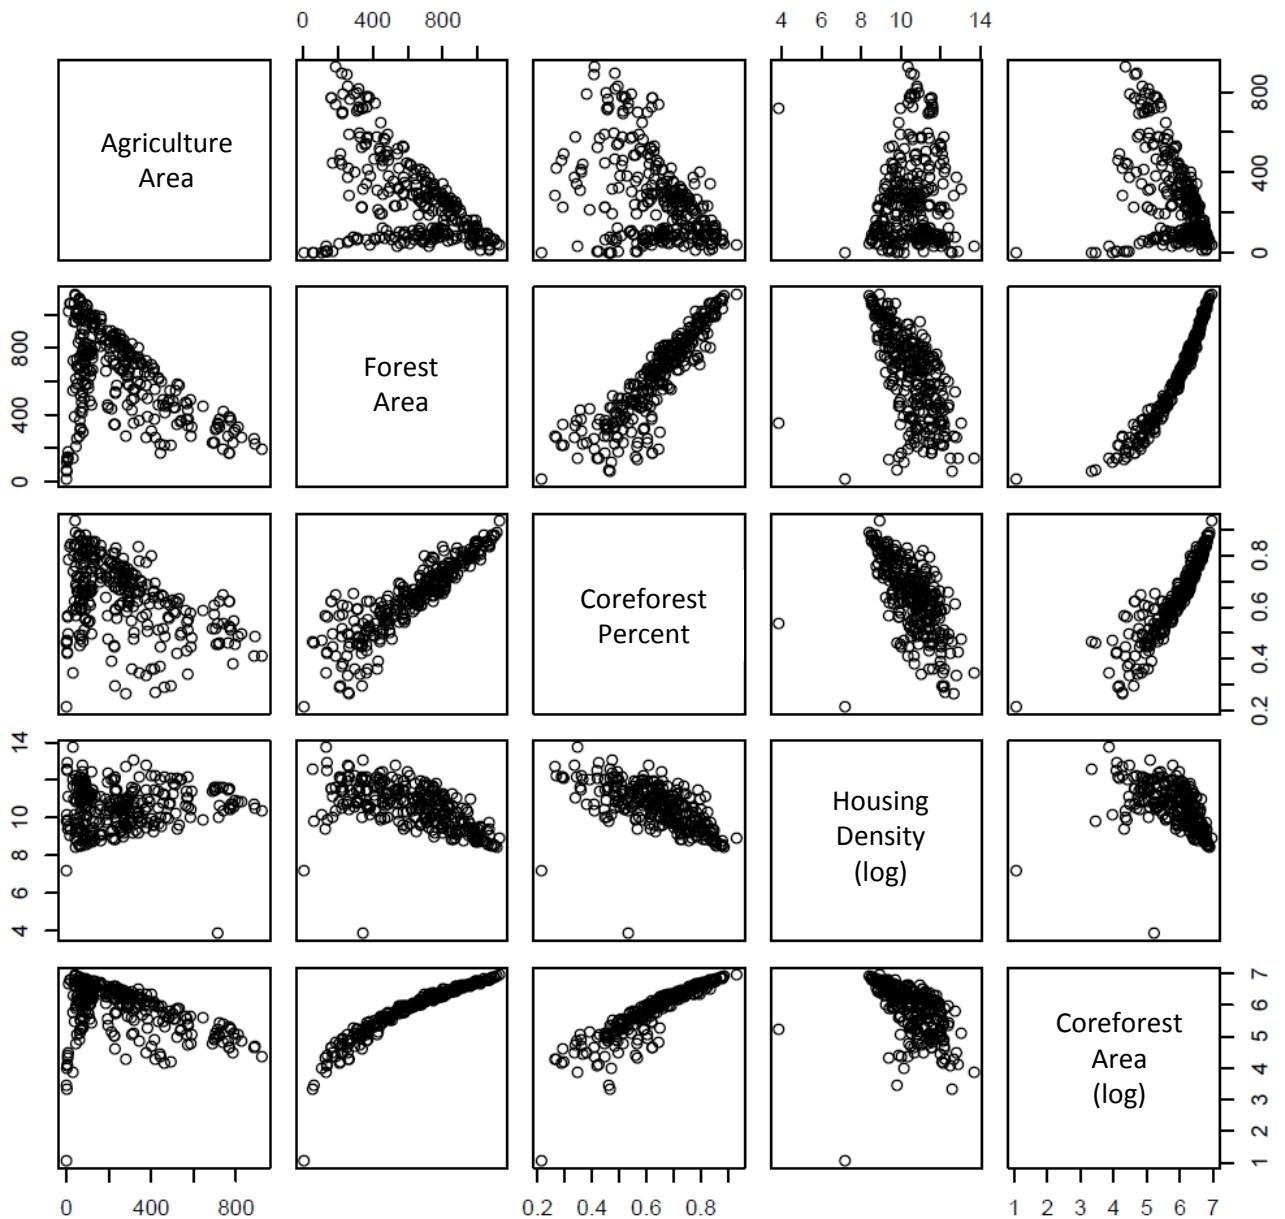 0 400 800 4 6 8 10 14
Agriculture
Area
0 400 800
Forest
Area
0 400 800
Coreforest
Percent
0.2 0.4 0.6 0.8
4 6 8 10 14
Housing
Density
(log)
Coreforest
Area
(log)
1 2 3 4 5 6 7
0 400 800 0.2 0.4 0.6 0.8 1 2 3 4 5 6 7